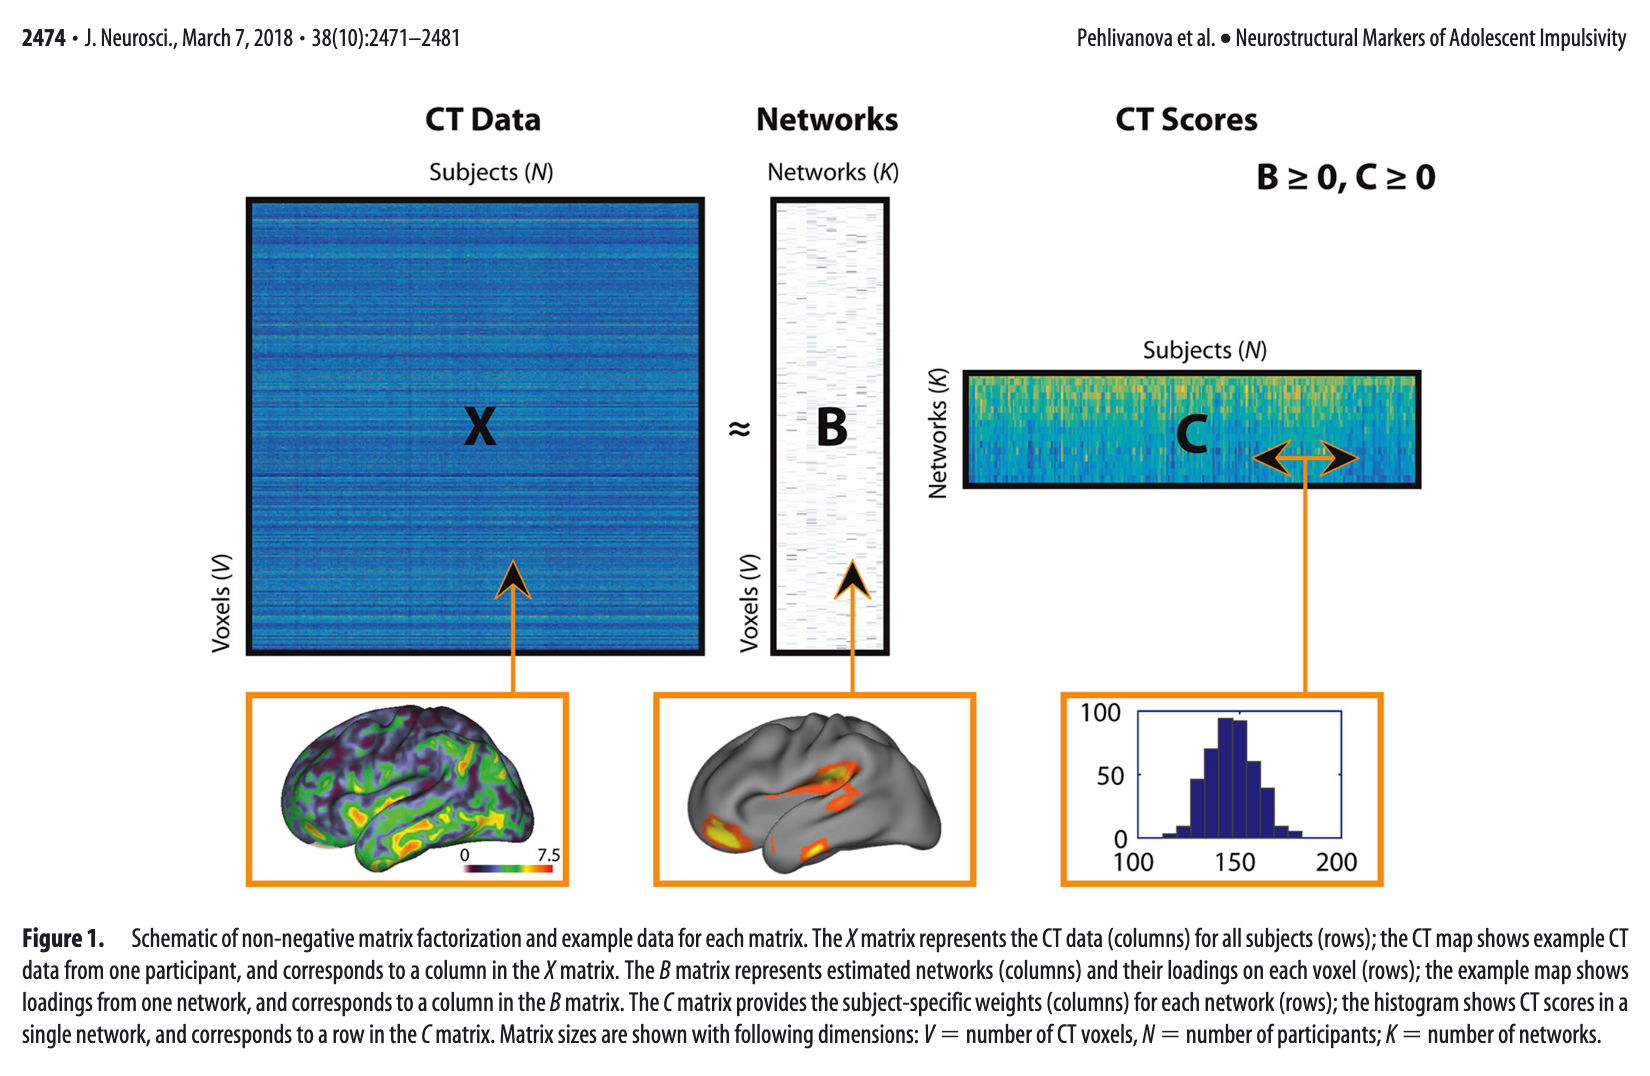 2474 • J. Neurosci., March 7, 2018 • 38(10):2471–2481
Pehlivanova et al. • Neurostructural Markers of Adolescent Impulsivity
CT Data
Networks
CT Scores
Subjects (N)
Networks (K)
B ≥ 0, C ≥ 0
Voxels (V)
X
≈
Voxels (V)
B
Subjects (N)
Networks (K)
C
0 7.5
100
50
0
100 150 200
Figure 1. Schematic of non-negative matrix factorization and example data for each matrix. The X matrix represents the CT data (columns) for all subjects (rows); the CT map shows example CT
data from one participant, and corresponds to a column in the X matrix. The B matrix represents estimated networks (columns) and their loadings on each voxel (rows); the example map shows
loadings from one network, and corresponds to a column in the B matrix. The C matrix provides the subject-specific weights (columns) for each network (rows); the histogram shows CT scores in a
single network, and corresponds to a row in the C matrix. Matrix sizes are shown with following dimensions: V = number of CT voxels, N = number of participants; K = number of networks.